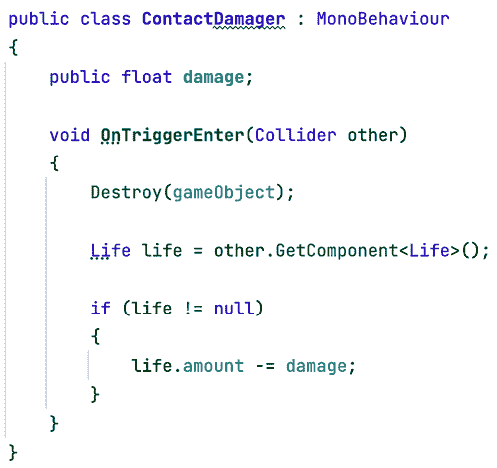 public class ContactDamager : MonoBehaviour
{
    public float damage;

    void OnTriggerEnter(Collider other)
    {
        Destroy(gameObject);

        Life life = other.GetComponent<Life>();

        if (life != null)
        {
            life.amount -= damage;
        }
    }
}